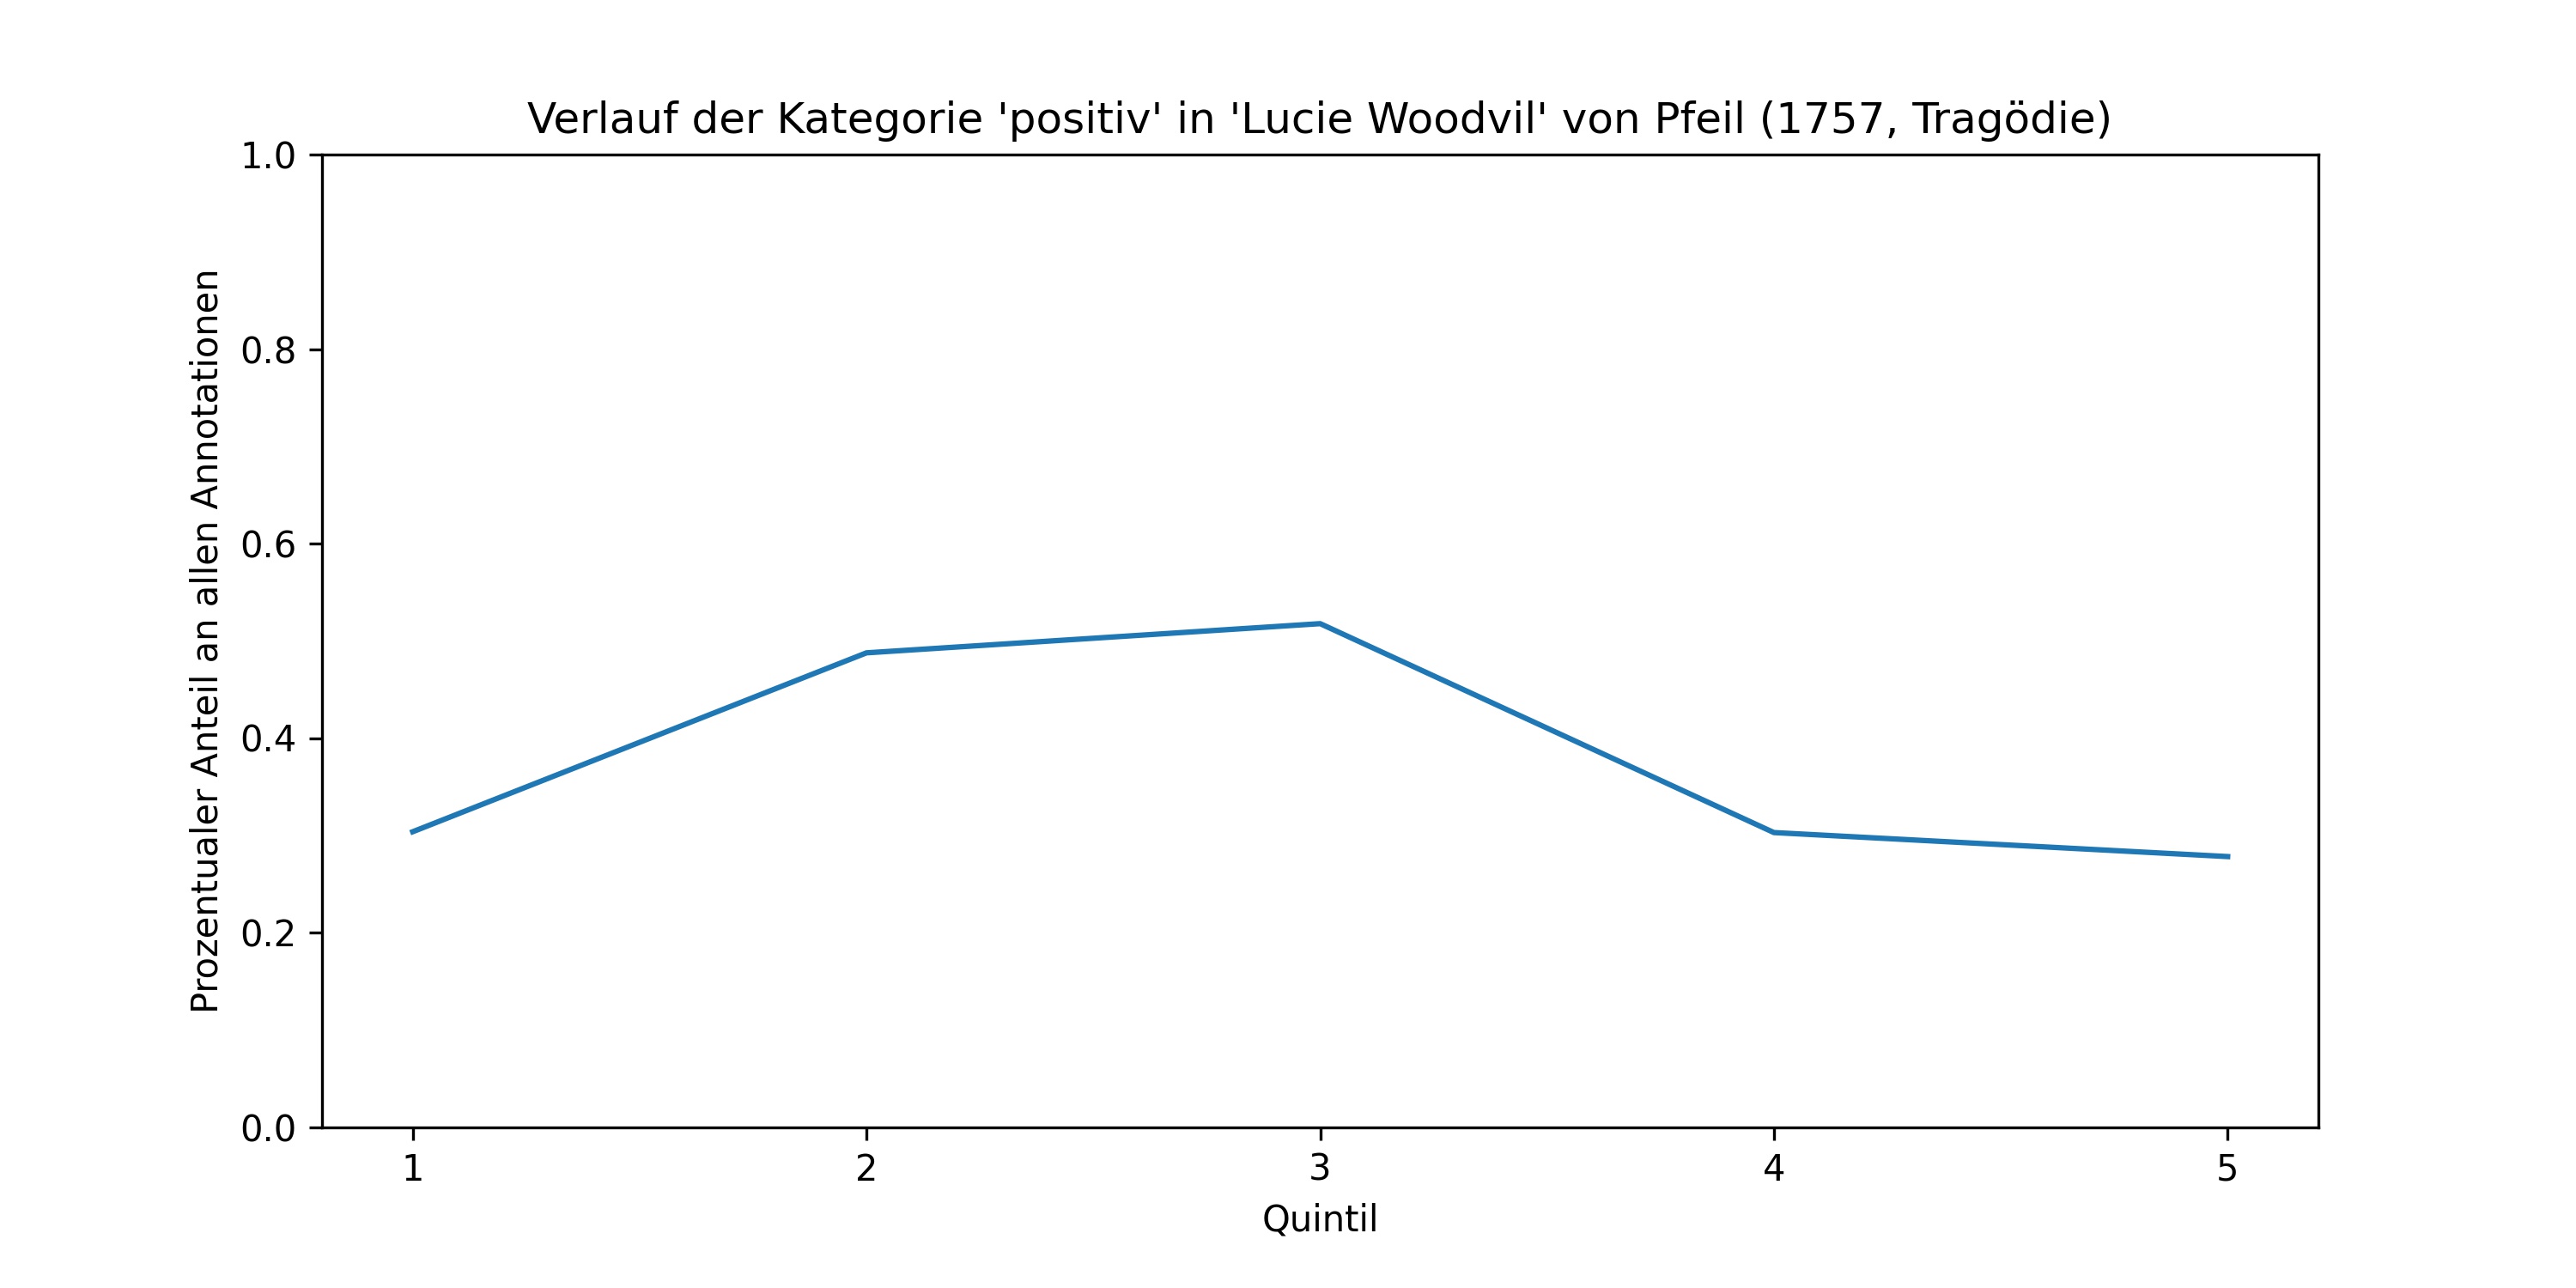 Verlauf der Kategorie 'positiv' in 'Lucie Woodvil' von Pfeil (1757, Tragödie)
Prozentualer Anteil an allen Annotationen
1.0
0.8
0.6
0.4
0.2
0.0
1 2 3 4 5
Quintil